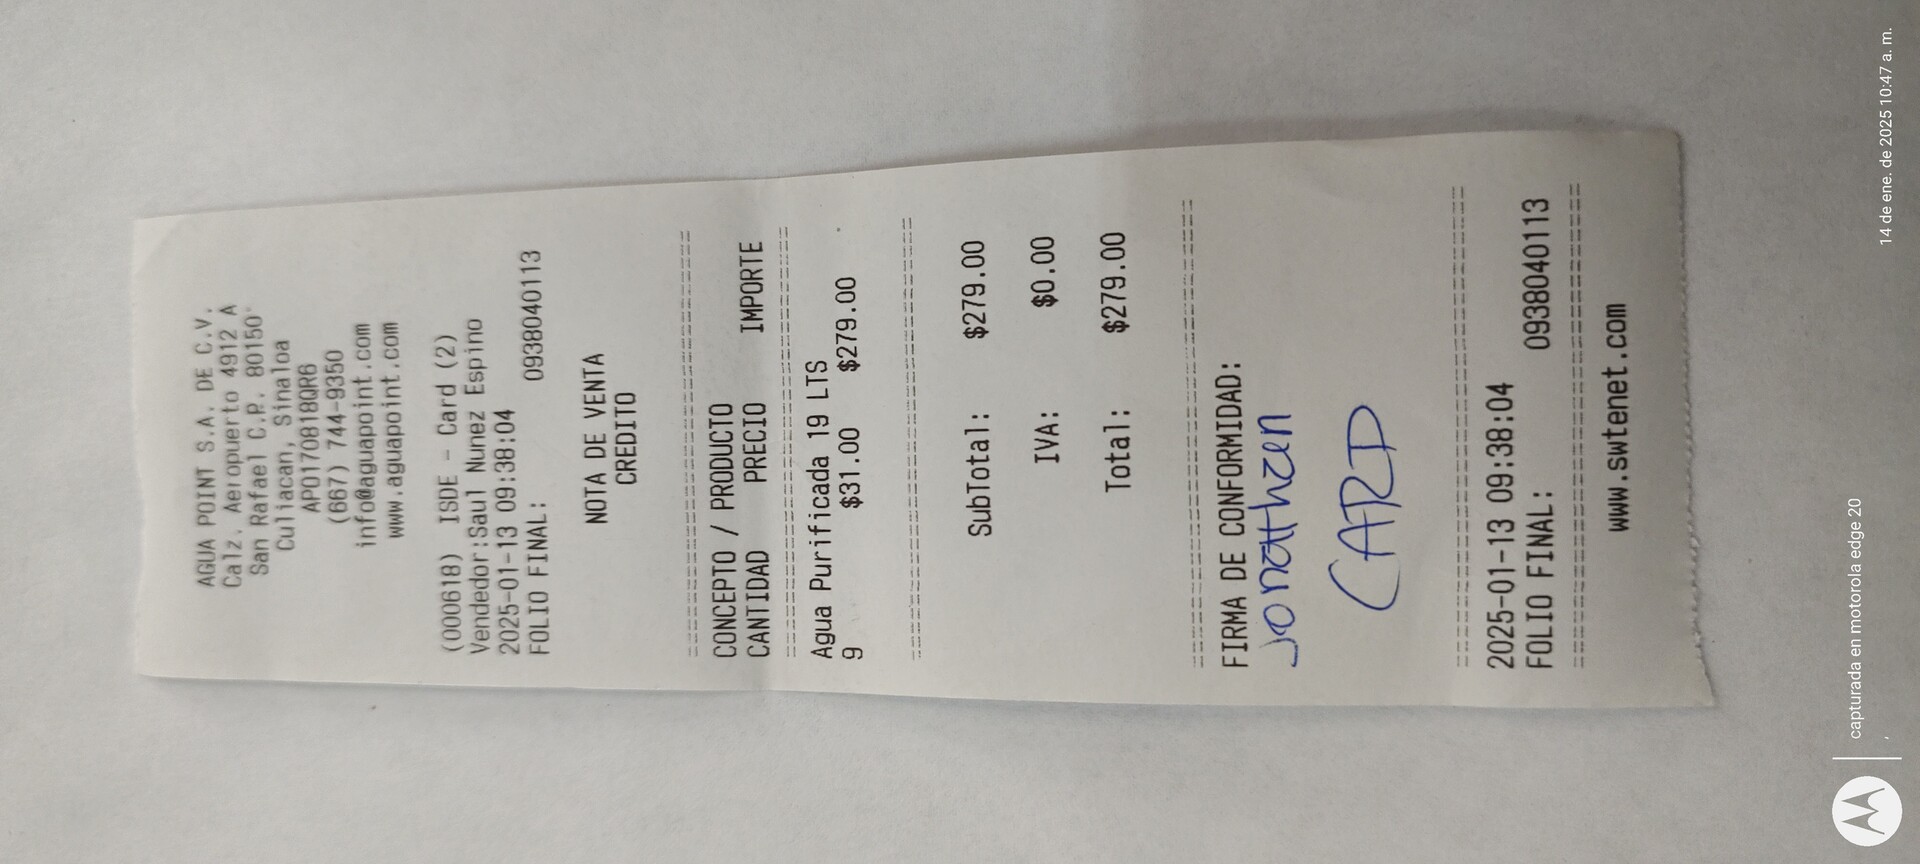 AGUA POINT S.A. DE C.V.
Calz. Aeropuerto 4912 A
San Rafael C.P. 80150
Culiacan, Sinaloa
APO170818QR6
(667) 744-9350
info@aguapoint.com
www.aguapoint.com
(000618) ISDE - Card (2)
Vendedor:Saul Nunez Espino
2025-01-13 09:38:04
FOLIO FINAL: 0938040113
NOTA DE VENTA
CREDITO
CONCEPTO / PRODUCTO
CANTIDAD PRECIO IMPORTE
Agua Purificada 19 LTS
9 $31.00 $279.00
SubTotal: $279.00
IVA: $0.00
Total: $279.00
FIRMA DE CONFORMIDAD:
Jonathan
CARD
2025-01-13 09:38:04
FOLIO FINAL: 0938040113
www.swtenet.com
capturada en motorola edge 20
14 de ene. de 2025 10:47 a. m.